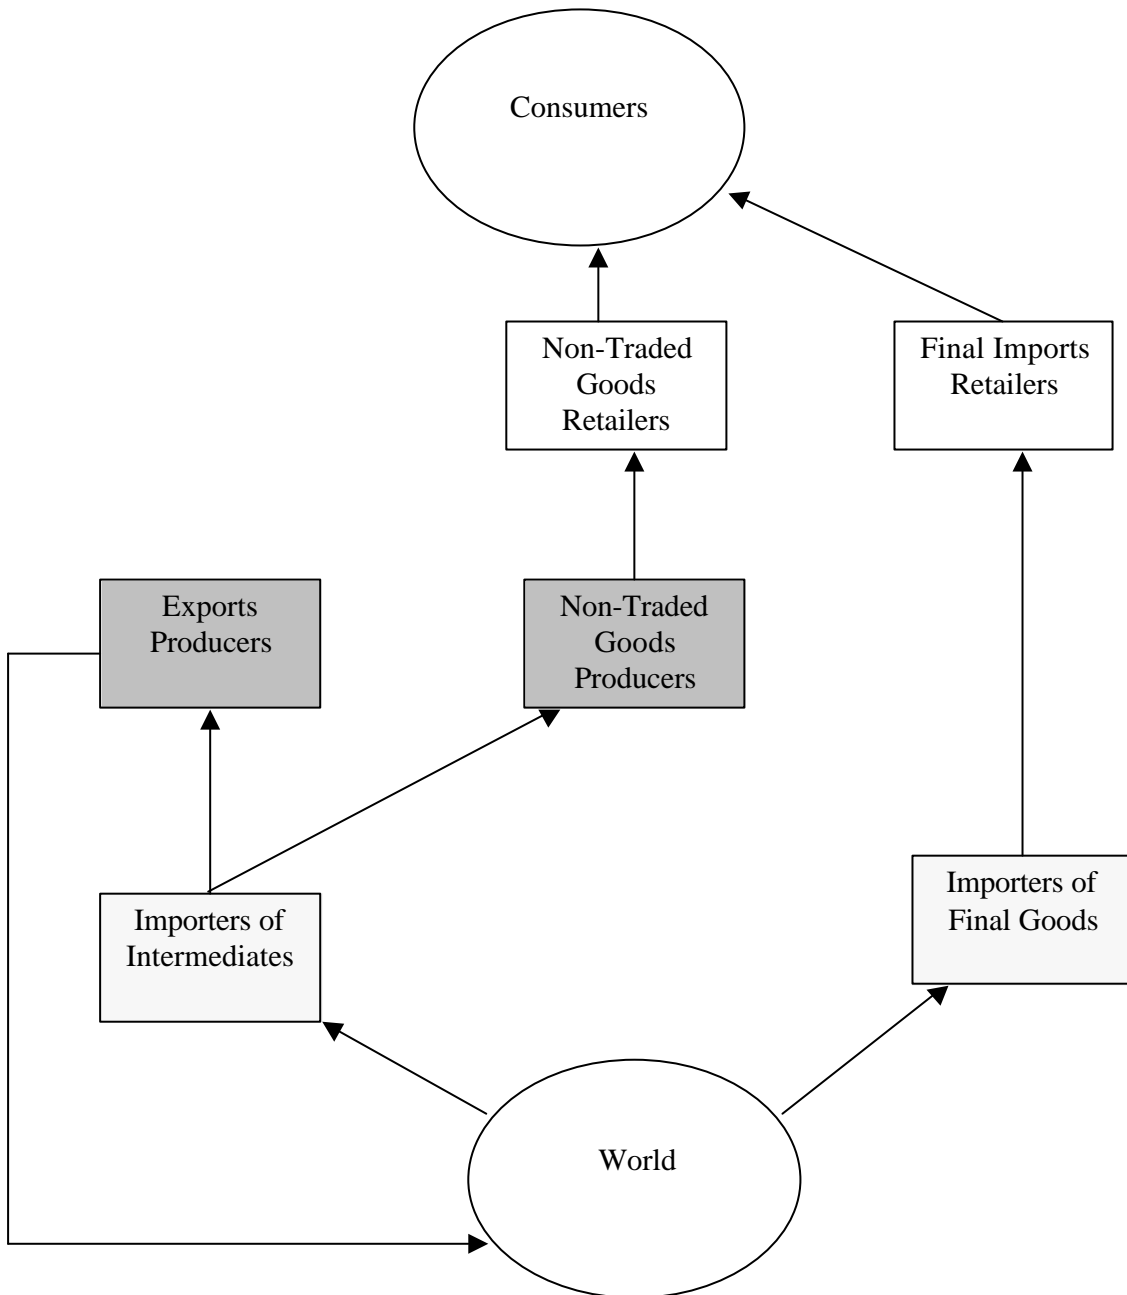 Consumers
Non-Traded
Goods
Retailers
Final Imports
Retailers
Exports
Producers
Non-Traded
Goods
Producers
Importers of
Intermediates
Importers of
Final Goods
World